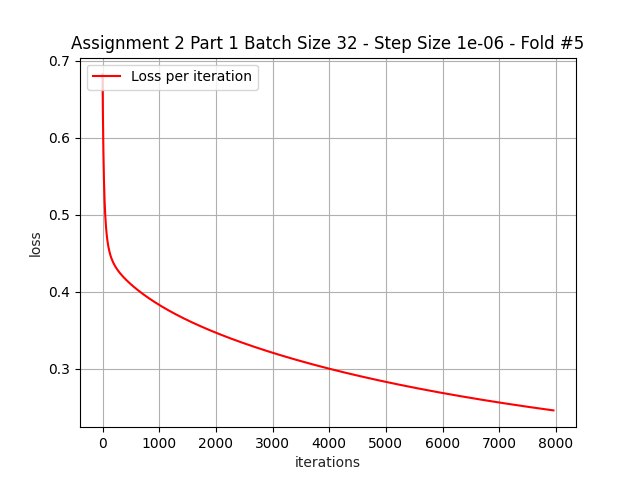 Assignment 2 Part 1 Batch Size 32 - Step Size 1e-06 - Fold #5
Loss per iteration
0.7
0.6
0.5
0.4
0.3
loss
0 1000 2000 3000 4000 5000 6000 7000 8000
iterations